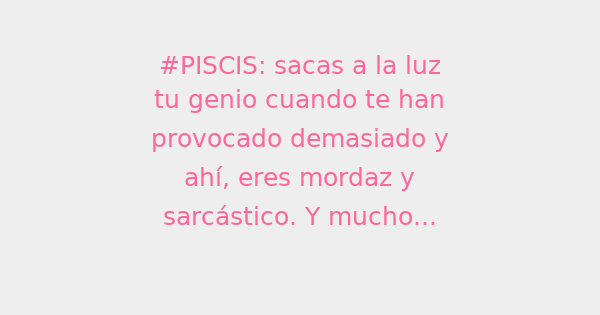 #PISCIS: sacas a la luz
tu genio cuando te han
provocado demasiado y
ahí, eres mordaz y
sarcástico. Y mucho...